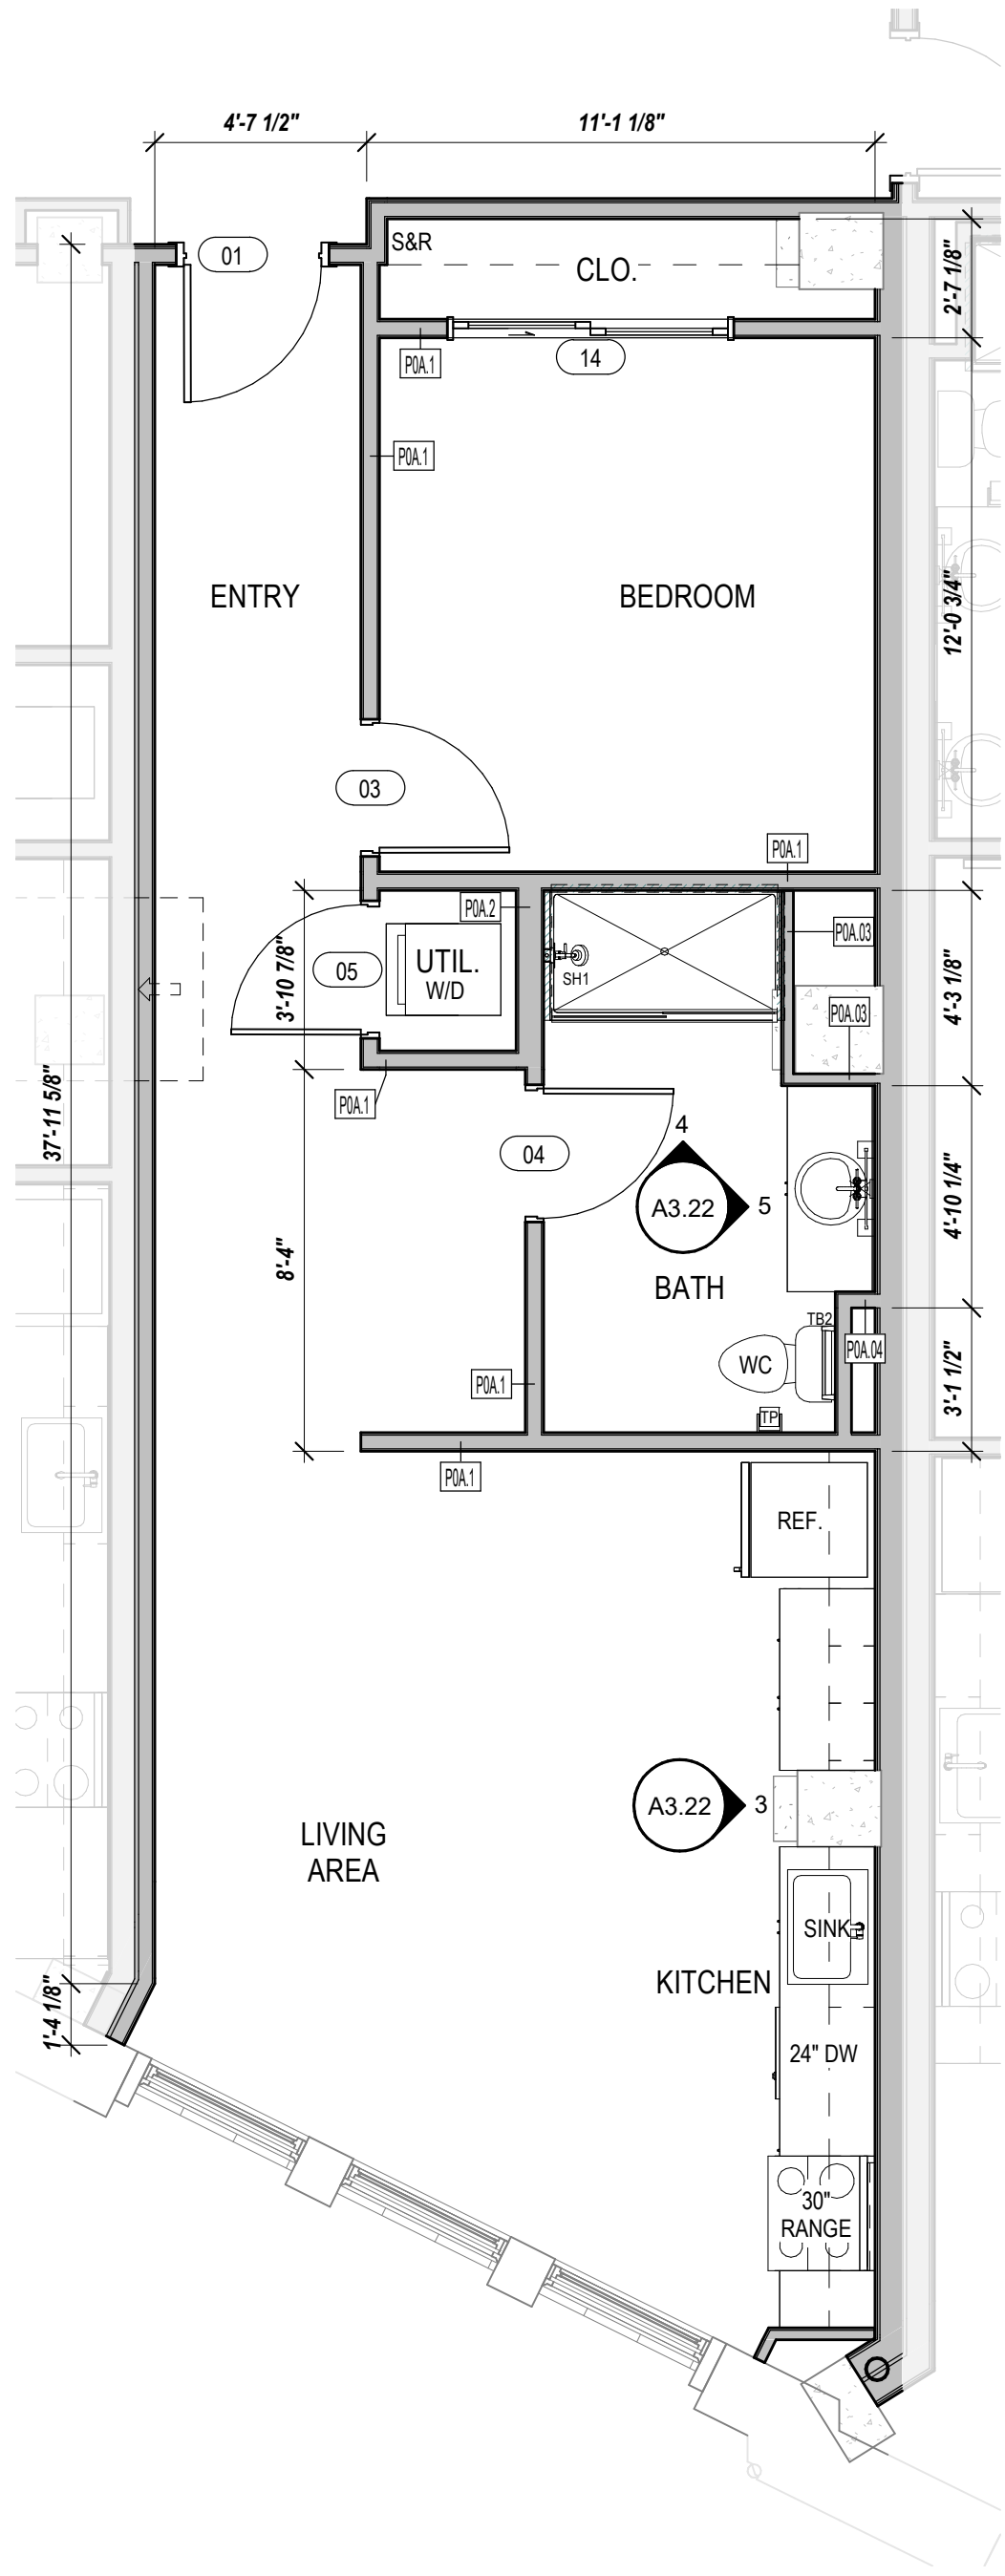 4'-7 1/2" 11'-1 1/8"
01
S&R
CLO.
2'-7 1/8"
14
P0A.1
P0A.1
ENTRY
BEDROOM
12'-0 3/4"
03
P0A.1
P0A.2
3'-10 7/8"
05
UTIL.
W/D
SH1
P0A.03
P0A.03
4'-3 1/8"
37'-11 5/8"
P0A.1
04
4
A3.22 5
4'-10 1/4"
8'-4"
BATH
TB2
WC
P0A.04
3'-1 1/2"
P0A.1
TP
P0A.1
REF.
A3.22 3
LIVING
AREA
SINK
KITCHEN
1'-4 1/8"
24" DW
30"
RANGE